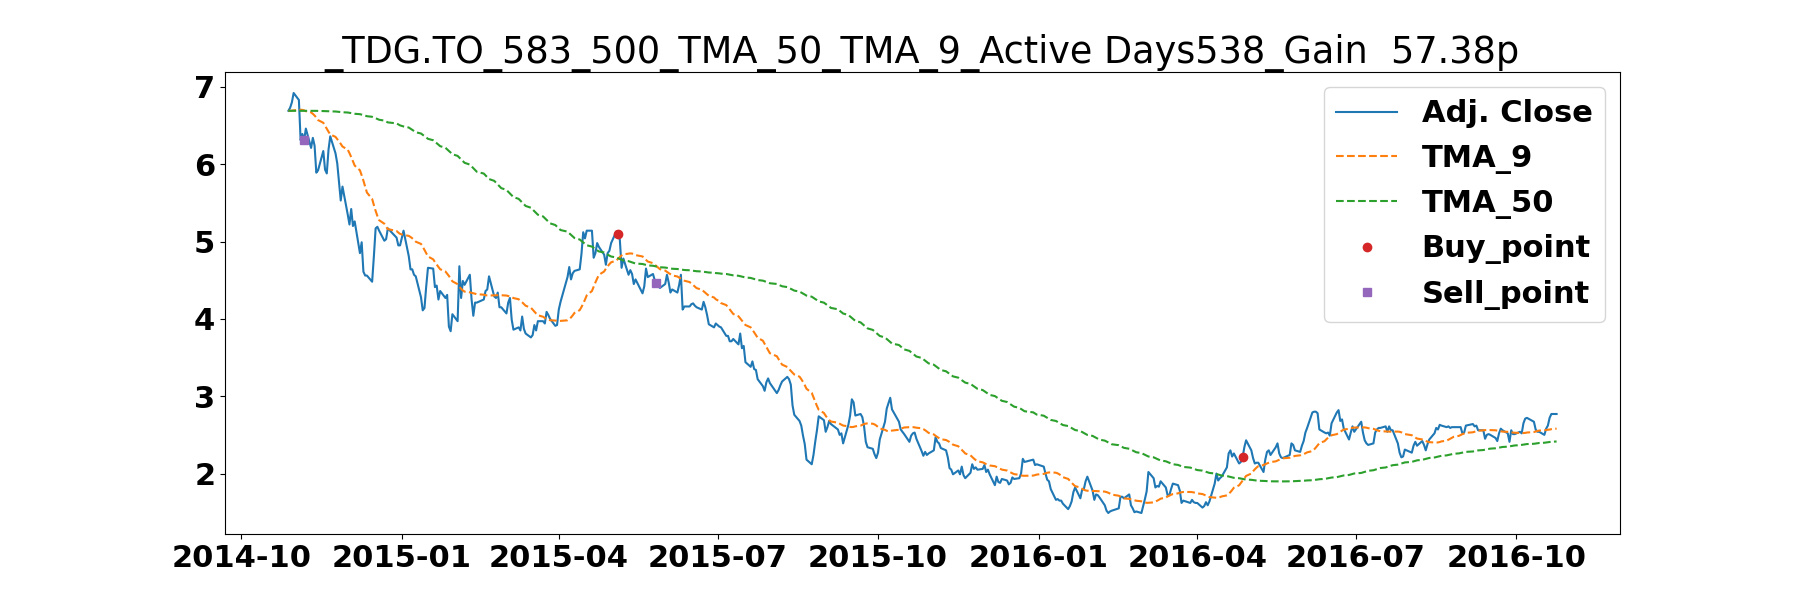 _TDG.TO_583_500_TMA_50_TMA_9_Active Days538_Gain  57.38p
7
6
5
4
3
2
Adj. Close
TMA_9
TMA_50
Buy_point
Sell_point
2014-10 2015-01 2015-04 2015-07 2015-10 2016-01 2016-04 2016-07 2016-10